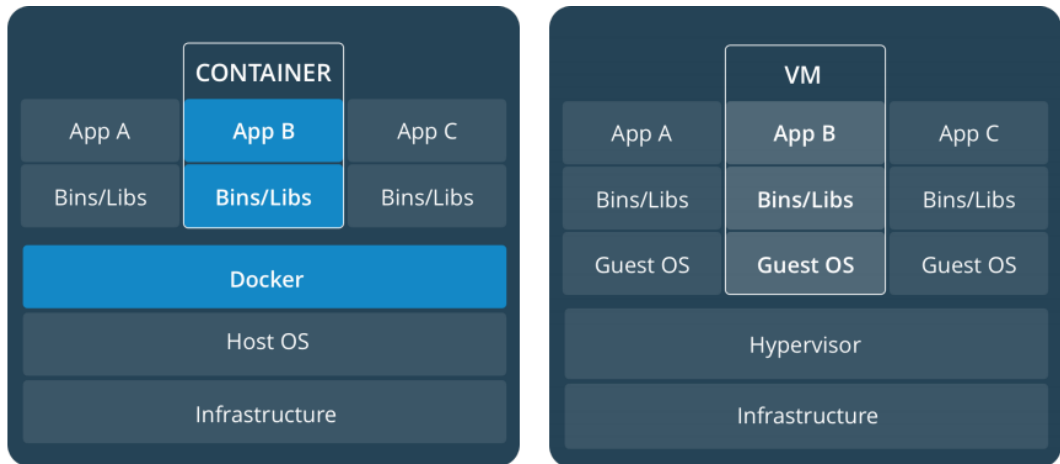 CONTAINER
App A
App B
App C
Bins/Libs
Bins/Libs
Bins/Libs
Docker
Host OS
Infrastructure
VM
App A
App B
App C
Bins/Libs
Bins/Libs
Bins/Libs
Guest OS
Guest OS
Guest OS
Hypervisor
Infrastructure